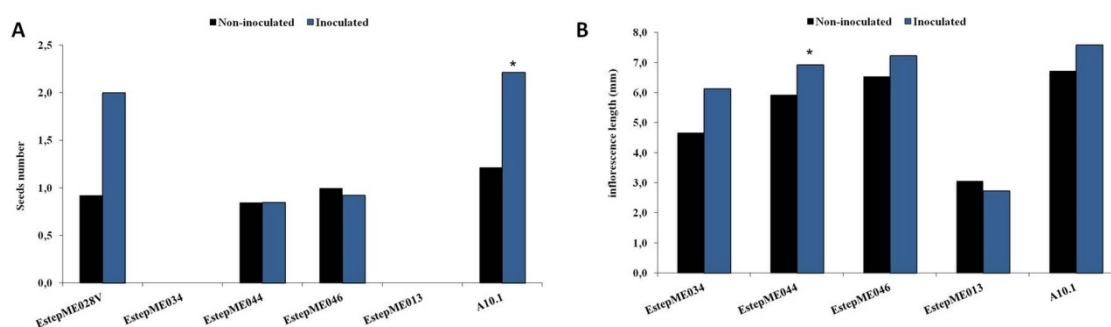 A
Non-inoculated Inoculated
Seeds number
2,5
2,0
1,5
1,0
0,5
0,0
*
EstepME028V
EstepME034
EstepME044
EstepME046
EstepME013
A10.1
B
Non-inoculated Inoculated
inflorescence length (mm)
8,0
7,0
6,0
5,0
4,0
3,0
2,0
1,0
0,0
*
EstepME034
EstepME044
EstepME046
EstepME013
A10.1